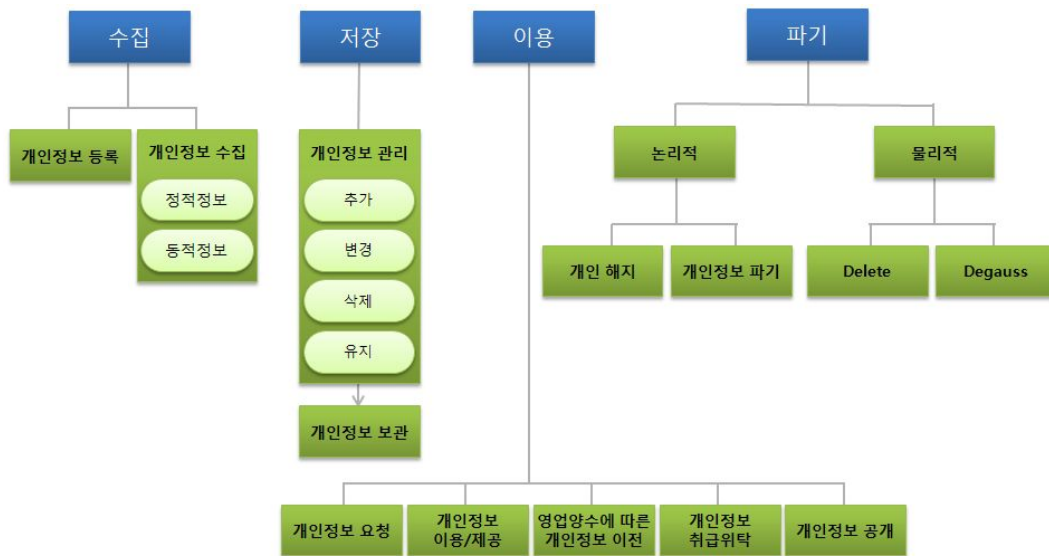 수집
저장
이용
파기
개인정보 등록
개인정보 수집
정적정보
동적정보
개인정보 관리
추가
변경
삭제
유지
개인정보 보관
논리적
물리적
개인 해지
개인정보 파기
Delete
Degauss
개인정보 요청
개인정보
이용/제공
영업양수에 따른
개인정보 이전
개인정보
취급위탁
개인정보 공개